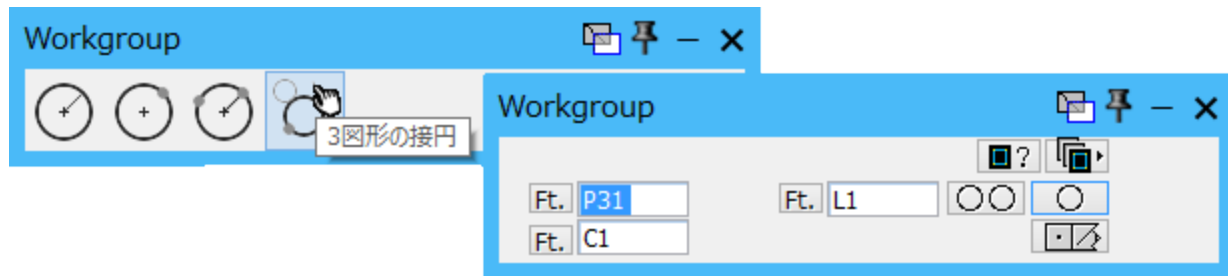 Workgroup
3図形の接円
Workgroup
?
Ft. P31 Ft. L1
Ft. C1